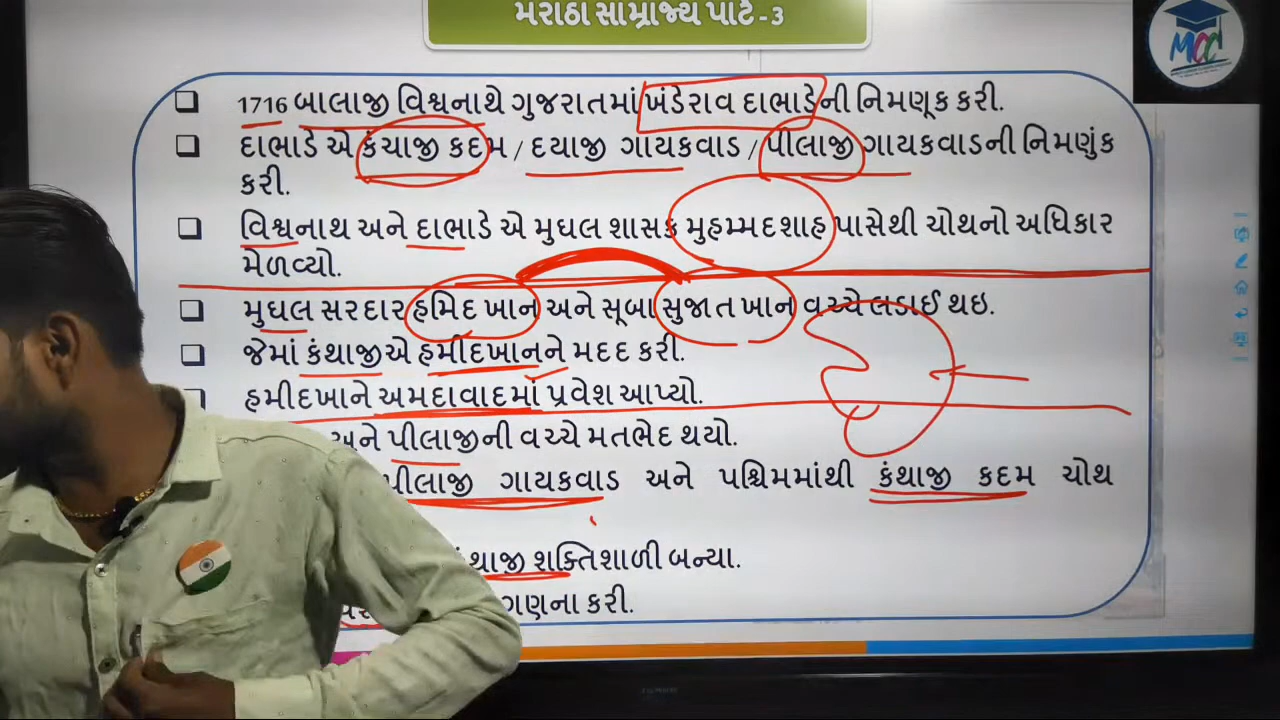 મરાઠા સામ્રાજ્ય પાર્ટ - 3
MCC
1716 બાલાજી વિશ્વનાથે ગુજરાતમાં ખંડેરાવ દાભાડેની નિમણૂક કરી.
દાભાડે એ કંચાજી કદમ / દયાજી ગાયકવાડ / પીલાજી ગાયકવાડની નિમણુંક
કરી.
વિશ્વનાથ અને દાભાડે એ મુઘલ શાસક મુહમ્મદશાહ પાસેથી ચોથનો અધિકાર
મેળવ્યો.
મુઘલ સરદાર હમિદ ખાન અને સૂબા સુજાત ખાન વચ્ચે લડાઈ થઇ.
જેમાં કંથાજીએ હમીદખાનને મદદ કરી.
હમીદખાને અમદાવાદમાં પ્રવેશ આપ્યો.
અને પીલાજીની વચ્ચે મતભેદ થયો.
પીલાજી ગાયકવાડ અને પશ્ચિમમાંથી કંથાજી કદમ ચોથ
કંથાજી શક્તિશાળી બન્યા.
ગણના કરી.